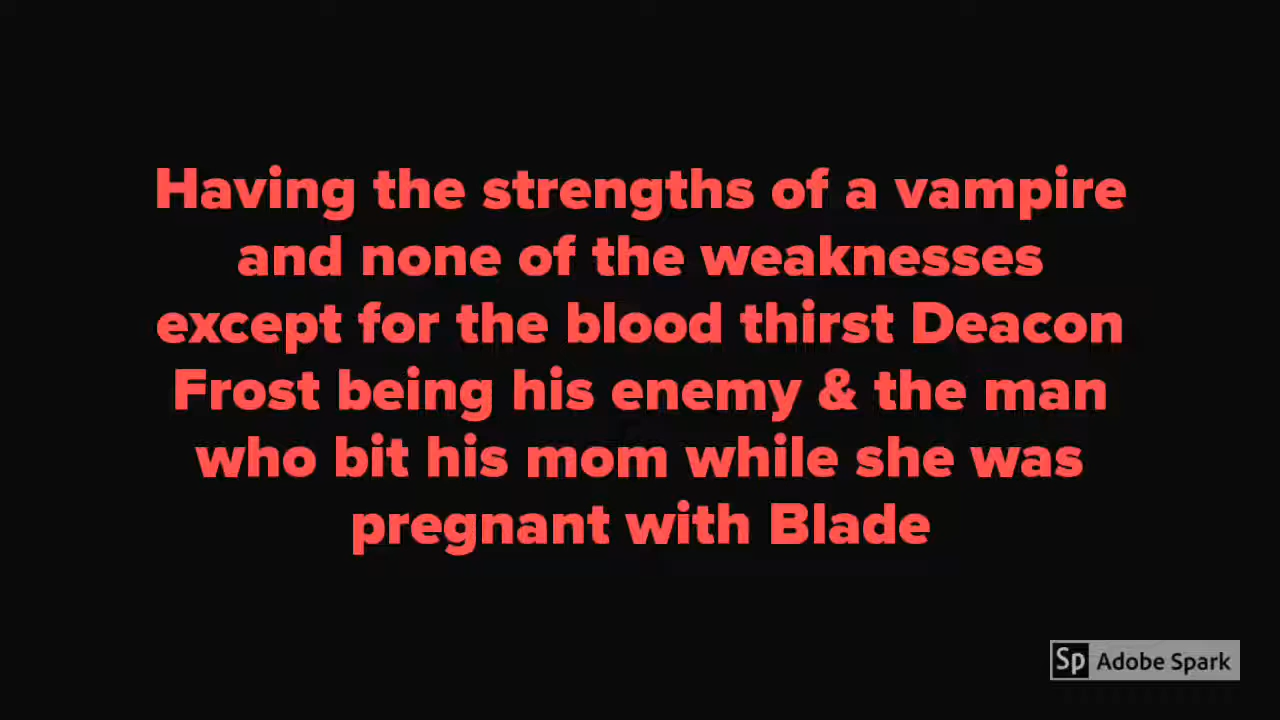 Having the strengths of a vampire
and none of the weaknesses
except for the blood thirst Deacon
Frost being his enemy & the man
who bit his mom while she was
pregnant with Blade
Sp Adobe Spark